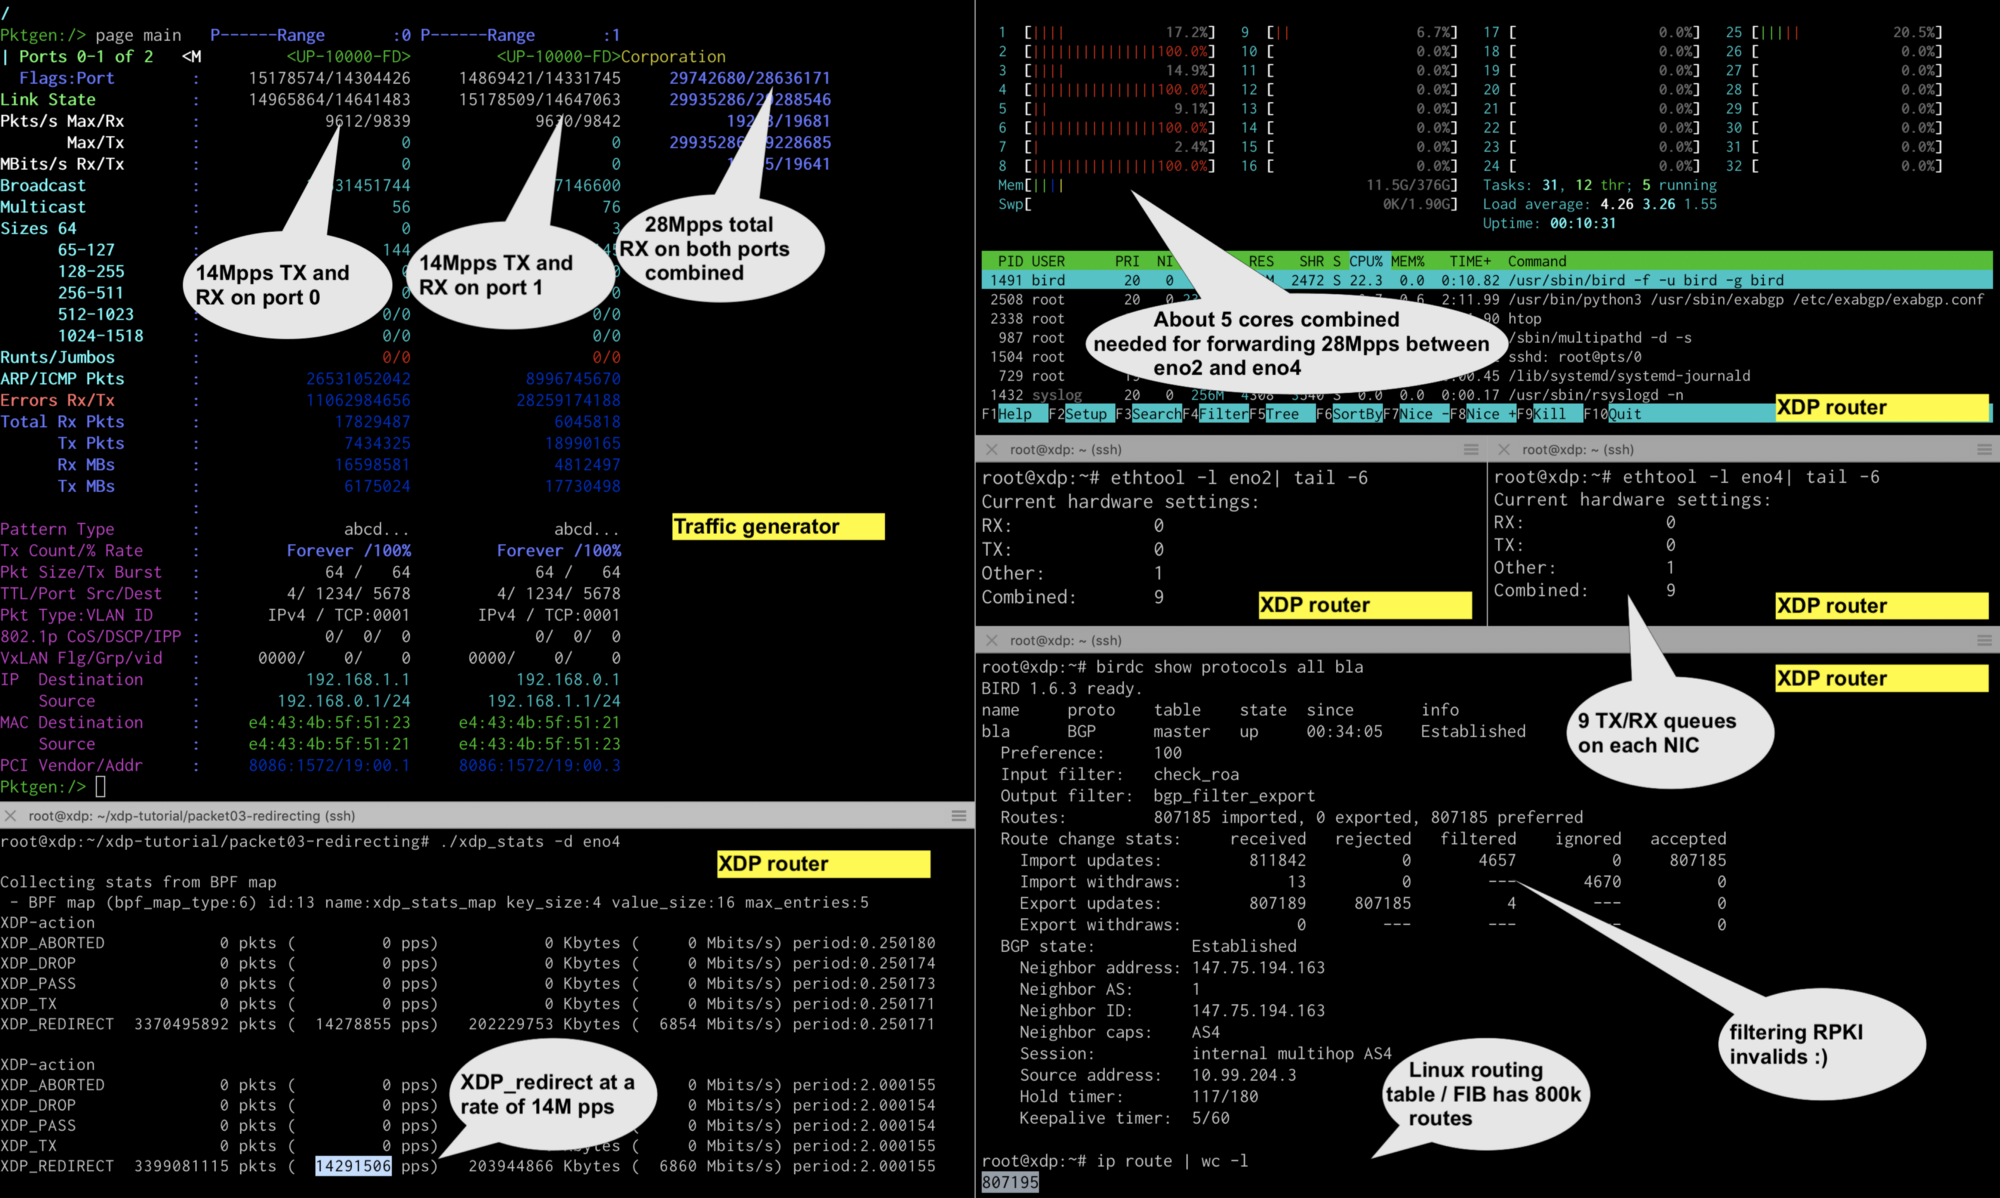 /
Pktgen:/> page main P------Range :0 P------Range :1
| Ports 0-1 of 2 <M <UP-10000-FD> <UP-10000-FD>Corporation
Flags:Port : 15178574/14304426 14869421/14331745 29742680/28636171
Link State : 14965864/14641483 15178509/14647063 29935286/29288546
Pkts/s Max/Rx : 9612/9839 9630/9842 /19681
Max/Tx : 0 0
MBits/s Rx/Tx : 0 0 /19641
Broadcast :
Multicast : 56 76
Sizes 64 : 0 3
65-127 : 144
128-255 :
256-511 : 0 0
512-1023 : 0/0 0/0
1024-1518 : 0/0 0/0
Runts/Jumbos : 0/0 0/0
ARP/ICMP Pkts : 26531052042 8996745670
Errors Rx/Tx : 11062984656 28259174188
Total Rx Pkts : 17829487 6045818
Tx Pkts : 7434325 18990165
Rx MBs : 16598581 4812497
Tx MBs : 6175024 17730498
:
Pattern Type : abcd... abcd...
Tx Count/% Rate : Forever /100% Forever /100%
Pkt Size/Tx Burst : 64 / 64 64 / 64
TTL/Port Src/Dest : 4/ 1234/ 5678 4/ 1234/ 5678
Pkt Type:VLAN ID : IPv4 / TCP:0001 IPv4 / TCP:0001
802.1p CoS/DSCP/IPP : 0/ 0/ 0 0/ 0/ 0
VxLAN Flg/Grp/vid : 0000/ 0/ 0 0000/ 0/ 0
IP Destination : 192.168.1.1 192.168.0.1
Source : 192.168.0.1/24 192.168.1.1/24
MAC Destination : e4:43:4b:5f:51:23 e4:43:4b:5f:51:21
Source : e4:43:4b:5f:51:21 e4:43:4b:5f:51:23
PCI Vendor/Addr : 8086:1572/19:00.1 8086:1572/19:00.3
Pktgen:/>
14Mpps TX and
RX on port 0
14Mpps TX and
RX on port 1
28Mpps total
RX on both ports
combined
Traffic generator
root@xdp: ~/xdp-tutorial/packet03-redirecting (ssh)
root@xdp:~/xdp-tutorial/packet03-redirecting# ./xdp_stats -d eno4
XDP router
Collecting stats from BPF map
- BPF map (bpf_map_type:6) id:13 name:xdp_stats_map key_size:4 value_size:16 max_entries:5
XDP-action
XDP_ABORTED 0 pkts ( 0 pps) 0 Kbytes ( 0 Mbits/s) period:0.250180
XDP_DROP 0 pkts ( 0 pps) 0 Kbytes ( 0 Mbits/s) period:0.250174
XDP_PASS 0 pkts ( 0 pps) 0 Kbytes ( 0 Mbits/s) period:0.250173
XDP_TX 0 pkts ( 0 pps) 0 Kbytes ( 0 Mbits/s) period:0.250171
XDP_REDIRECT 3370495892 pkts ( 14278855 pps) 202229753 Kbytes ( 6854 Mbits/s) period:0.250171
XDP-action
XDP_ABORTED 0 pkts ( 0 pps) 0 Mbits/s) period:2.000155
XDP_DROP 0 pkts ( 0 pps) 0 Mbits/s) period:2.000154
XDP_PASS 0 pkts ( 0 pps) 0 Mbits/s) period:2.000154
XDP_TX 0 pkts ( 0 pps) ( 0 Mbits/s) period:2.000155
XDP_REDIRECT 3399081115 pkts ( 14291506 pps) 203944866 Kbytes ( 6860 Mbits/s) period:2.000155
XDP_redirect at a
rate of 14M pps
1 [|||| 17.2%] 9 [|| 6.7%] 17 [ 0.0%] 25 [||||| 20.5%]
2 [||||||||||||||||100.0%] 10 [ 0.0%] 18 [ 0.0%] 26 [ 0.0%]
3 [|||| 14.9%] 11 [ 0.0%] 19 [ 0.0%] 27 [ 0.0%]
4 [||||||||||||||||100.0%] 12 [ 0.0%] 20 [ 0.0%] 28 [ 0.0%]
5 [|| 9.1%] 13 [ 0.0%] 21 [ 0.0%] 29 [ 0.0%]
6 [||||||||||||||||100.0%] 14 [ 0.0%] 22 [ 0.0%] 30 [ 0.0%]
7 [| 2.4%] 15 [ 0.0%] 23 [ 0.0%] 31 [ 0.0%]
8 [||||||||||||||||100.0%] 16 [ 0.0%] 24 [ 0.0%] 32 [ 0.0%]
Mem[|||| 11.5G/376G] Tasks: 31, 12 thr; 5 running
Swp[ 0K/1.90G] Load average: 4.26 3.26 1.55
Uptime: 00:10:31
PID USER PRI NI RES SHR S CPU% MEM% TIME+ Command
1491 bird 20 0 M 2472 S 22.3 0.0 0:10.82 /usr/sbin/bird -f -u bird -g bird
2508 root 20 0 0.6 2:11.99 /usr/bin/python3 /usr/sbin/exabgp /etc/exabgp/exabgp.conf
2338 root .90 htop
987 root /sbin/multipathd -d -s
1504 root sshd: root@pts/0
729 root .45 /lib/systemd/systemd-journald
1432 syslog 20 0 256M 4308 3540 S 0.0 0.0 0:00.17 /usr/sbin/rsyslogd -n
F1Help F2Setup F3SearchF4FilterF5Tree F6SortByF7Nice -F8Nice +F9Kill F10Quit
About 5 cores combined
needed for forwarding 28Mpps between
eno2 and eno4
XDP router
root@xdp: ~ (ssh)
root@xdp:~# ethtool -l eno2| tail -6
Current hardware settings:
RX: 0
TX: 0
Other: 1
Combined: 9
XDP router
root@xdp: ~ (ssh)
root@xdp:~# ethtool -l eno4| tail -6
Current hardware settings:
RX: 0
TX: 0
Other: 1
Combined: 9
XDP router
9 TX/RX queues
on each NIC
root@xdp: ~ (ssh)
root@xdp:~# birdc show protocols all bla
XDP router
BIRD 1.6.3 ready.
name proto table state since info
bla BGP master up 00:34:05 Established
Preference: 100
Input filter: check_roa
Output filter: bgp_filter_export
Routes: 807185 imported, 0 exported, 807185 preferred
Route change stats: received rejected filtered ignored accepted
Import updates: 811842 0 4657 0 807185
Import withdraws: 13 0 --- 4670 0
Export updates: 807189 807185 4 --- 0
Export withdraws: 0 --- --- --- 0
BGP state: Established
Neighbor address: 147.75.194.163
Neighbor AS: 1
Neighbor ID: 147.75.194.163
Neighbor caps: AS4
Session: internal multihop AS4
Source address: 10.99.204.3
Hold timer: 117/180
Keepalive timer: 5/60
filtering RPKI
invalids :)
Linux routing
table / FIB has 800k
routes
root@xdp:~# ip route | wc -l
807195